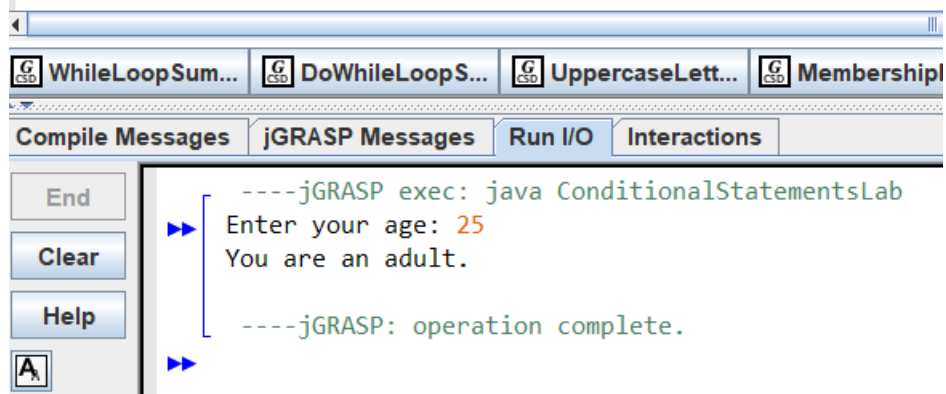 WhileLoopSum... DoWhileLoopS... UppercaseLett... Membership
Compile Messages jGRASP Messages Run I/O Interactions
End
Clear
Help
----jGRASP exec: java ConditionalStatementsLab
Enter your age: 25
You are an adult.
----jGRASP: operation complete.